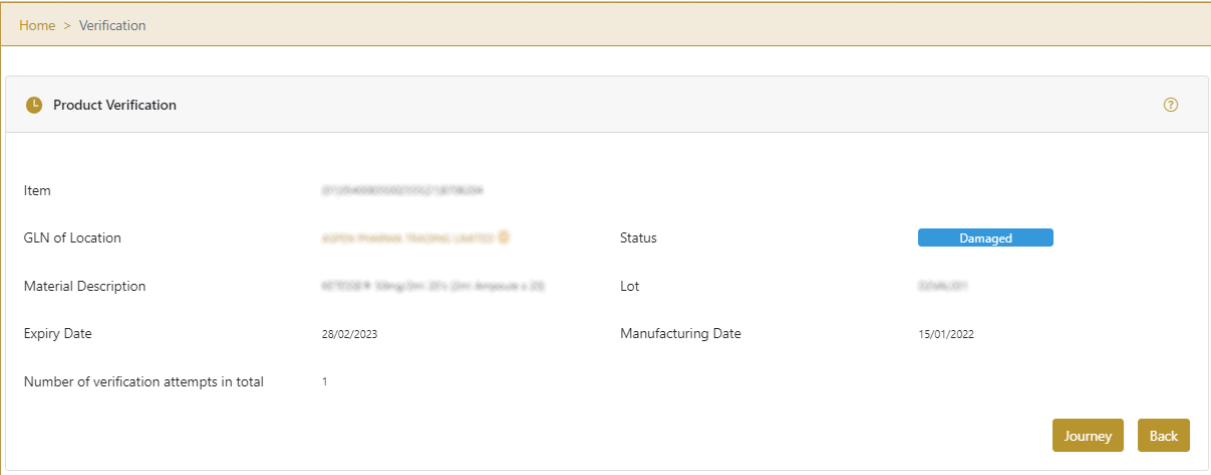 Home > Verification
Product Verification
Item
GLN of Location Status Damaged
Material Description Lot
Expiry Date 28/02/2023 Manufacturing Date 15/01/2022
Number of verification attempts in total 1
Journey Back